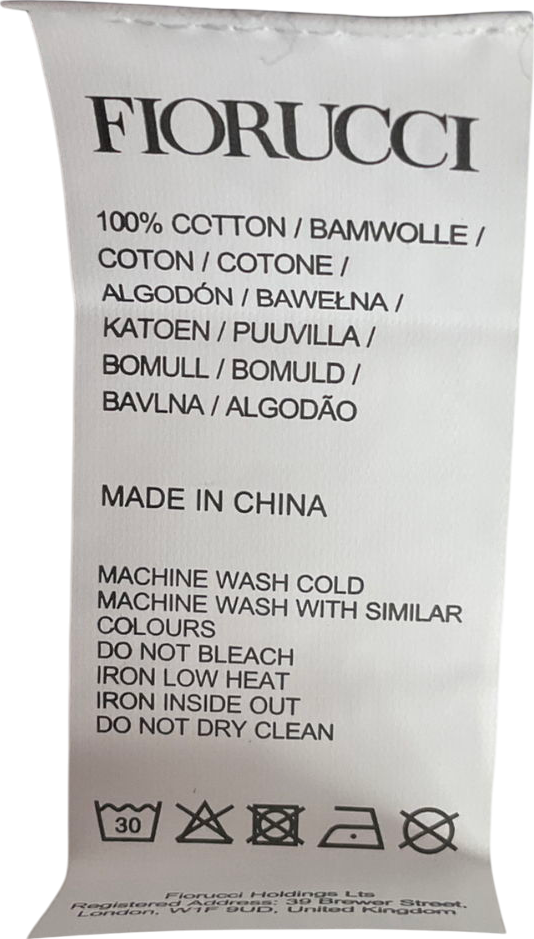 FIORUCCI
100% COTTON / BAMWOLLE /
COTON / COTONE /
ALGODÓN / BAWEŁNA /
KATOEN / PUUVILLA /
BOMULL / BOMULD /
BAVLNA / ALGODÃO
MADE IN CHINA
MACHINE WASH COLD
MACHINE WASH WITH SIMILAR
COLOURS
DO NOT BLEACH
IRON LOW HEAT
IRON INSIDE OUT
DO NOT DRY CLEAN
30
Fiorucci Holdings Lts
Registered Address: 39 Brewer Street,
London, W1F 9UD, United Kingdom